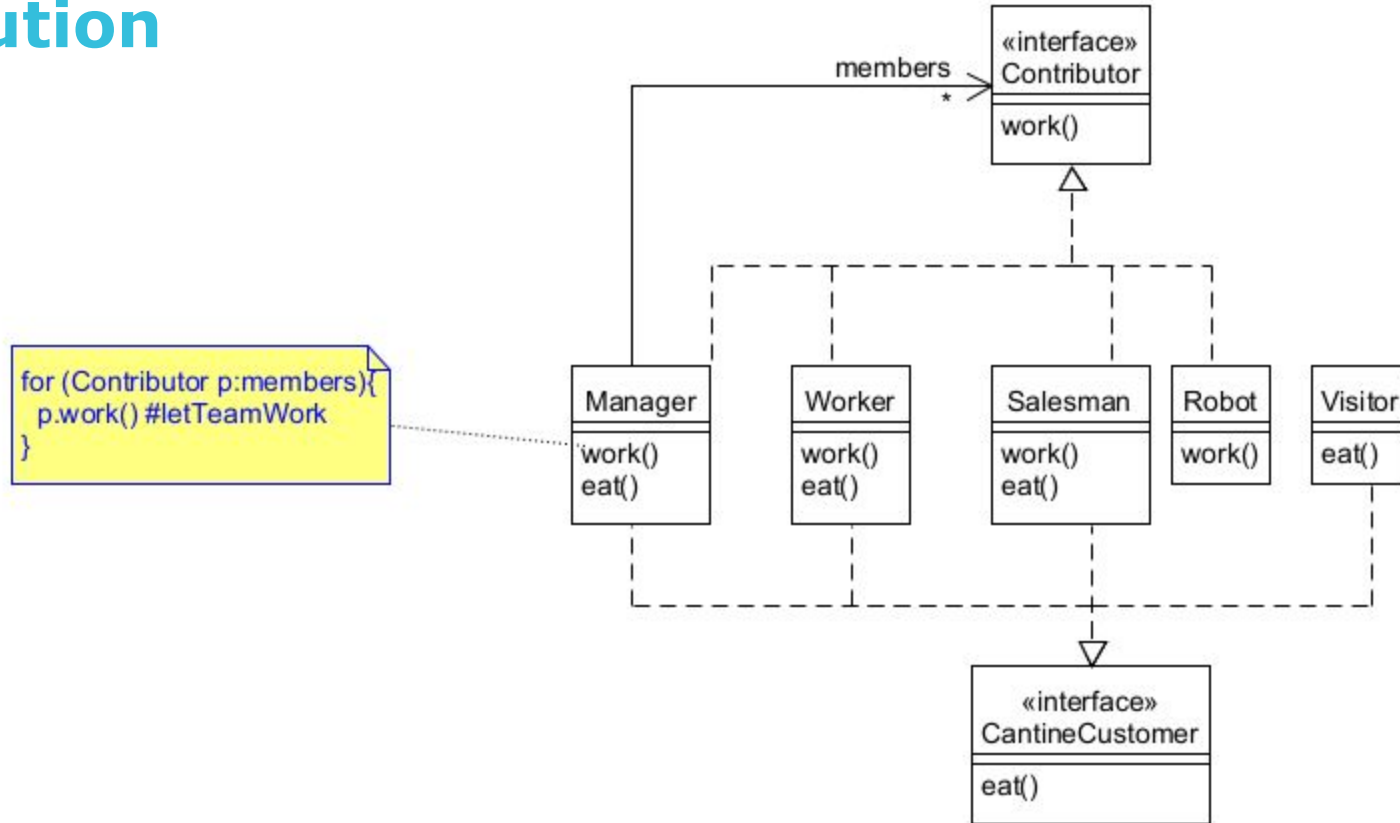 ution
«interface»
Contributor
work()
members
*
for (Contributor p:members){
p.work() #letTeamWork
}
Manager
work()
eat()
Worker
work()
eat()
Salesman
work()
eat()
Robot
work()
Visitor
eat()
«interface»
CantineCustomer
eat()